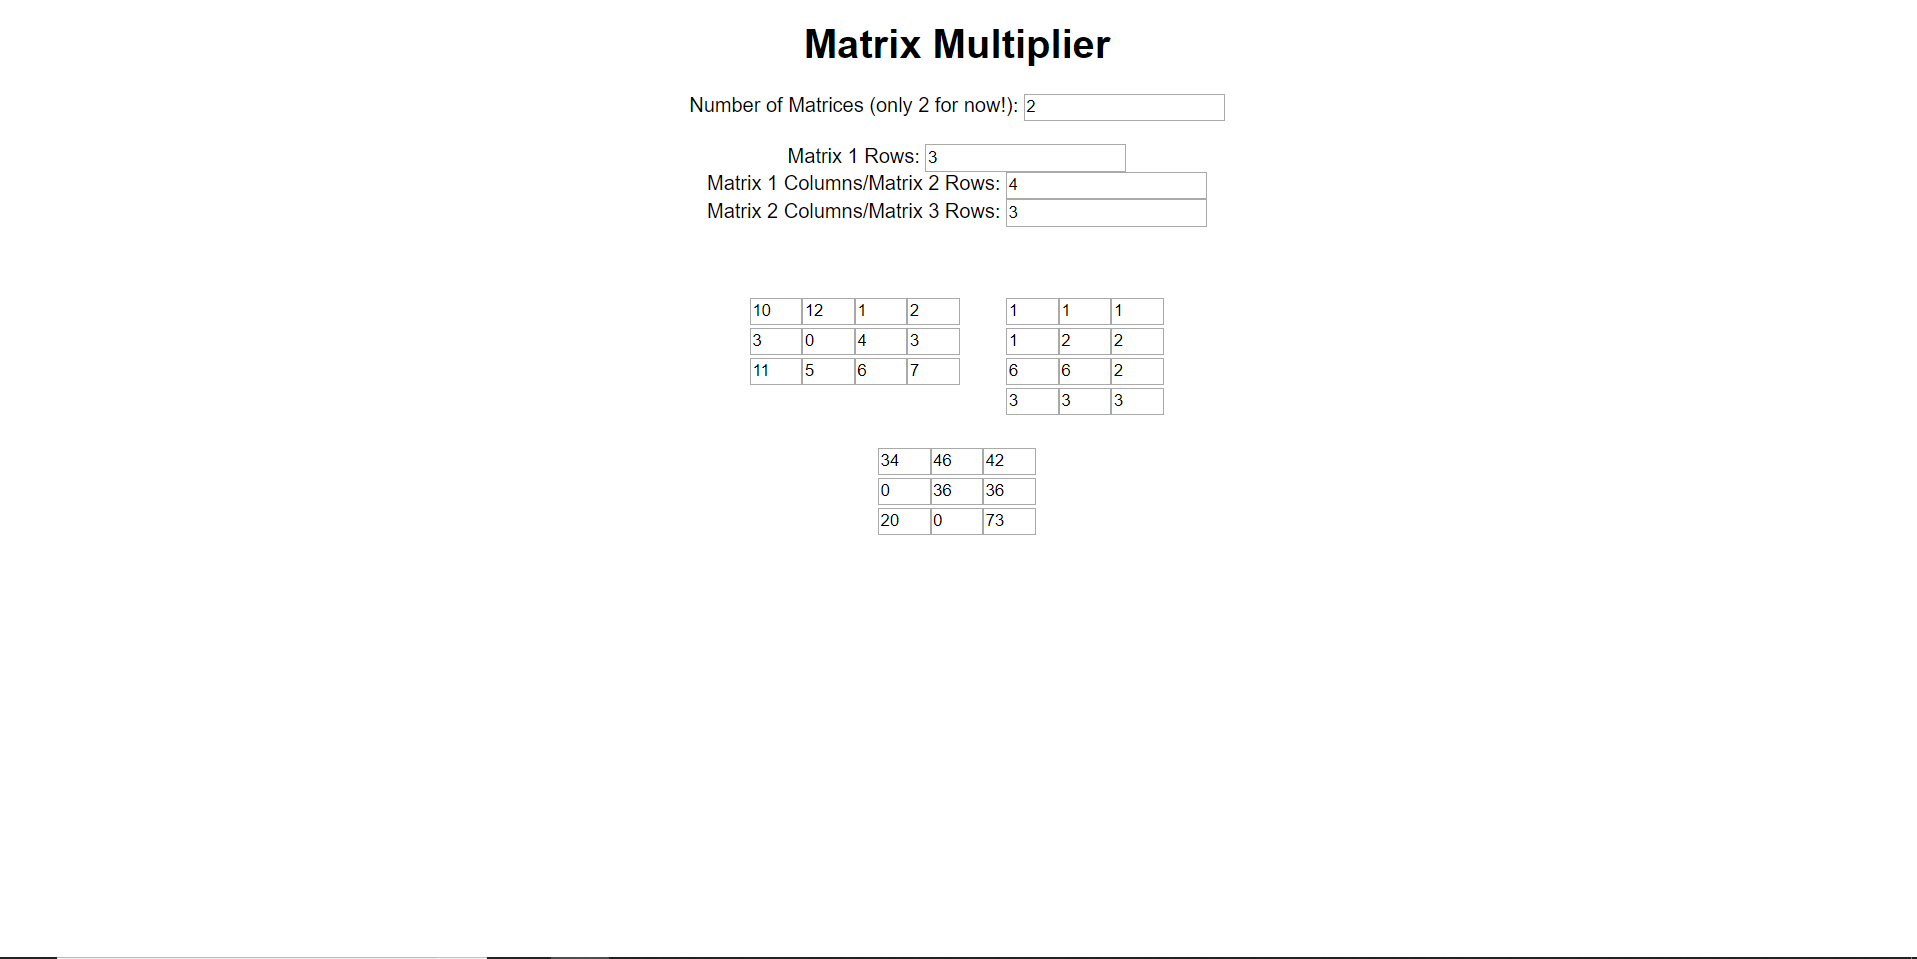 Matrix Multiplier
Number of Matrices (only 2 for now!): 2
Matrix 1 Rows: 3
Matrix 1 Columns/Matrix 2 Rows: 4
Matrix 2 Columns/Matrix 3 Rows: 3
10 12 1 2 1 1 1
3 0 4 3 1 2 2
11 5 6 7 6 6 2
3 3 3
34 46 42
0 36 36
20 0 73